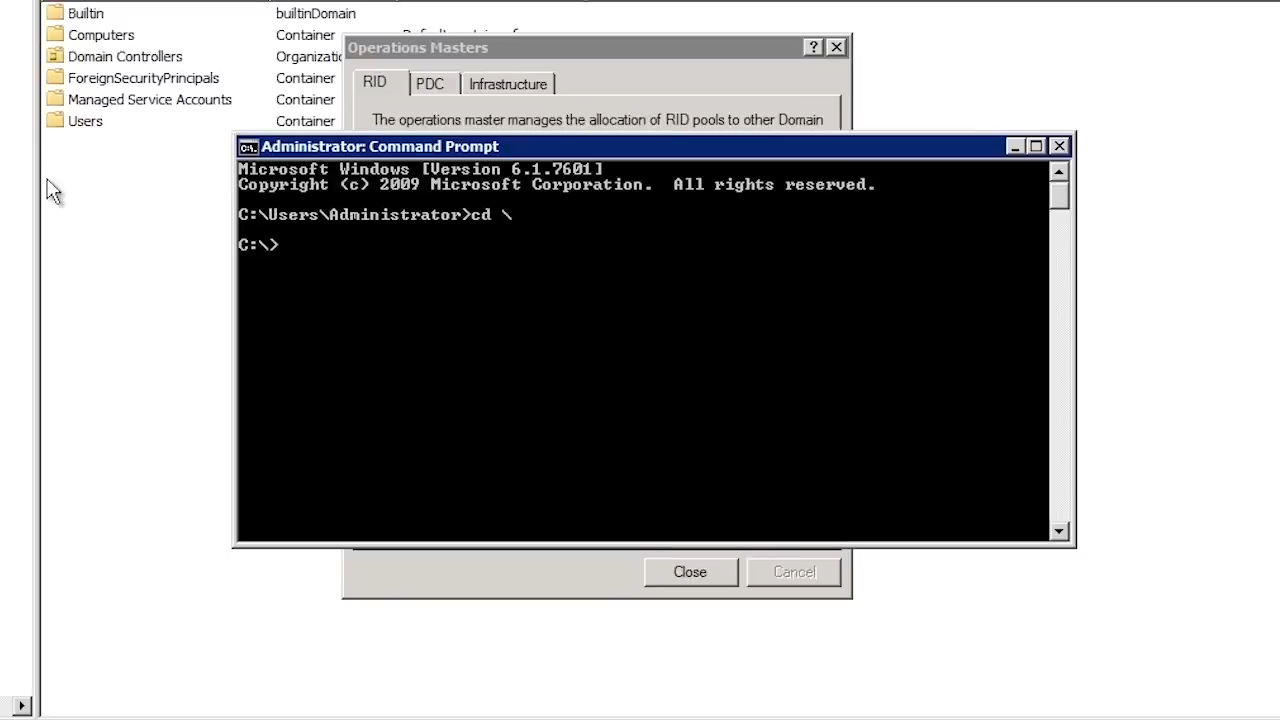 Builtin builtinDomain
Computers Container
Domain Controllers
ForeignSecurityPrincipals Container
Managed Service Accounts Container
Users Container
Operations Masters
RID PDC Infrastructure
The operations master manages the allocation of RID pools to other Domain
Administrator: Command Prompt
Microsoft Windows [Version 6.1.7601]
Copyright (c) 2009 Microsoft Corporation.  All rights reserved.
C:\Users\Administrator>cd \
C:\>
Close Cancel